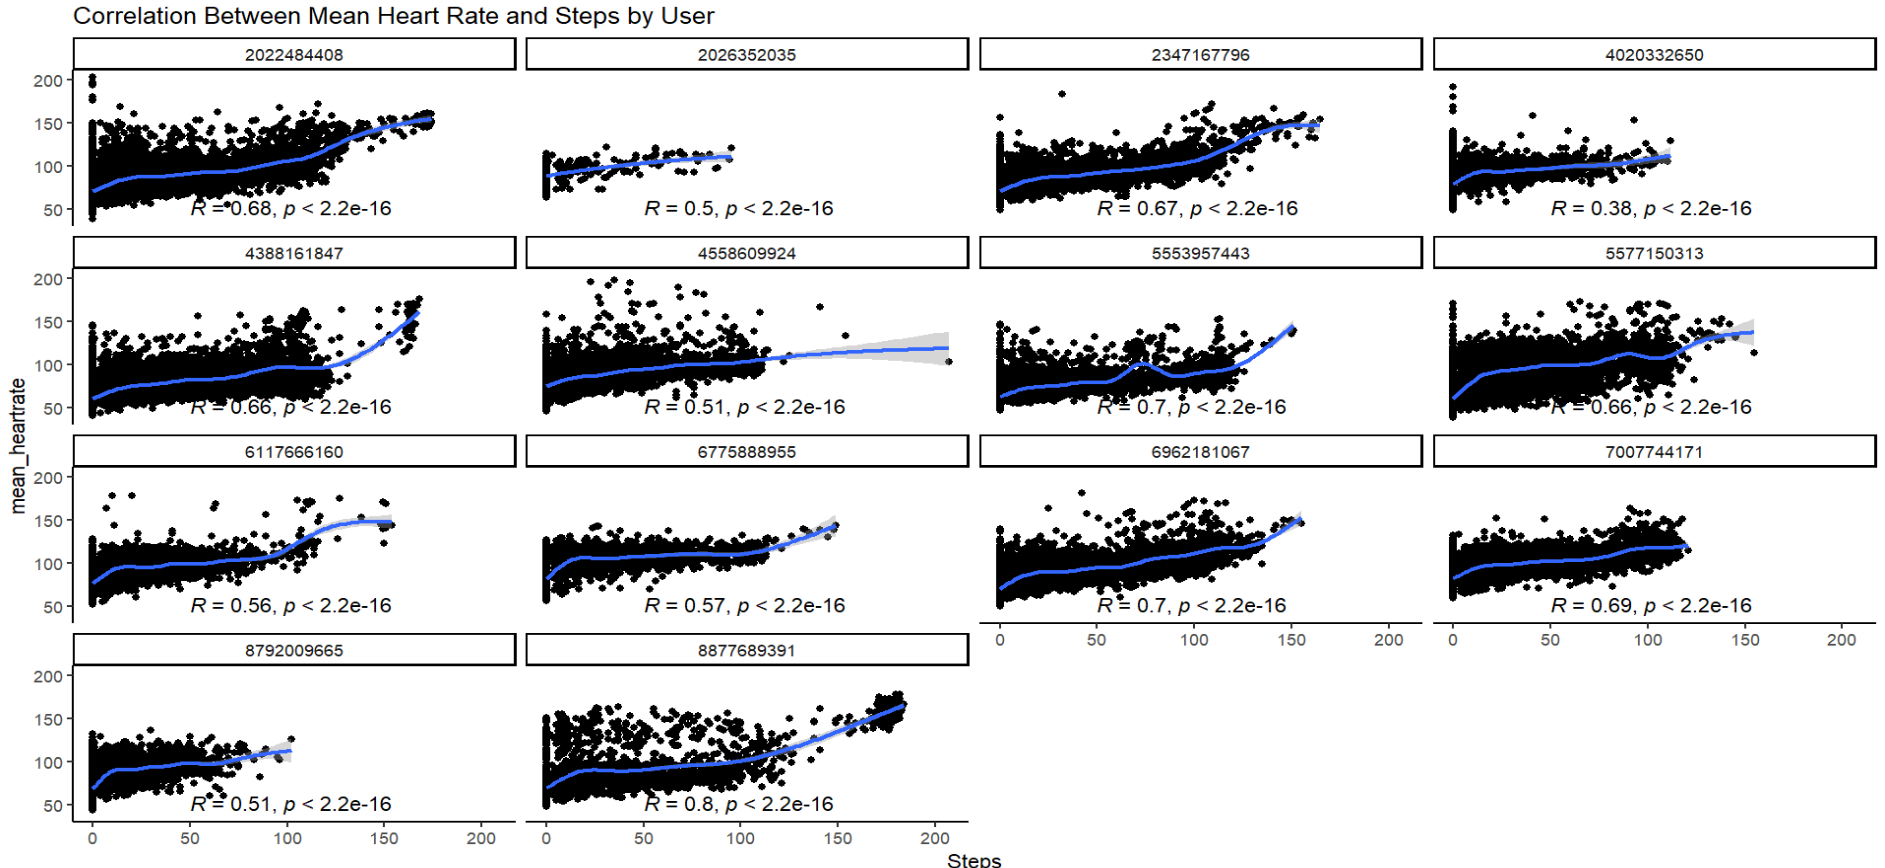 Correlation Between Mean Heart Rate and Steps by User
2022484408 2026352035 2347167796 4020332650
200
150
100
50
R = 0.68, p < 2.2e-16 R = 0.5, p < 2.2e-16 R = 0.67, p < 2.2e-16 R = 0.38, p < 2.2e-16
4388161847 4558609924 5553957443 5577150313
200
150
100
50
R = 0.66, p < 2.2e-16 R = 0.51, p < 2.2e-16 R = 0.7, p < 2.2e-16 R = 0.66, p < 2.2e-16
mean_heartrate
6117666160 6775888955 6962181067 7007744171
200
150
100
50
R = 0.56, p < 2.2e-16 R = 0.57, p < 2.2e-16 R = 0.7, p < 2.2e-16 R = 0.69, p < 2.2e-16
0 50 100 150 200 0 50 100 150 200
8792009665 8877689391
200
150
100
50
R = 0.51, p < 2.2e-16 R = 0.8, p < 2.2e-16
0 50 100 150 200 0 50 100 150 200
Steps